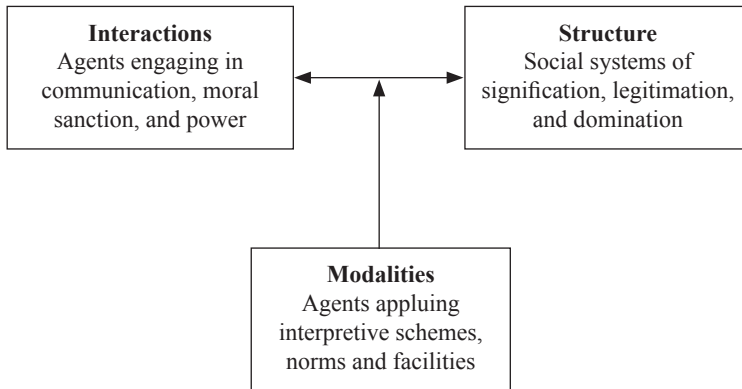 Interactions
Agents engaging in
communication, moral
sanction, and power
Structure
Social systems of
signification, legitimation,
and domination
Modalities
Agents appluing
interpretive schemes,
norms and facilities